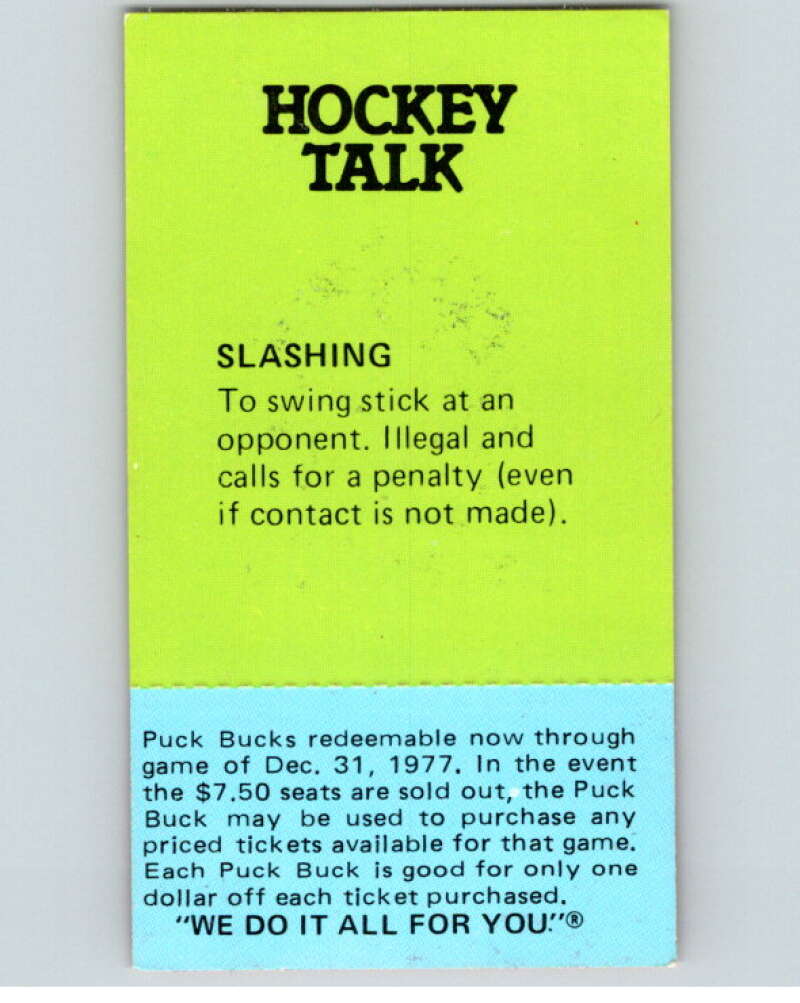 HOCKEY
TALK
SLASHING
To swing stick at an
opponent. Illegal and
calls for a penalty (even
if contact is not made).
Puck Bucks redeemable now through
game of Dec. 31, 1977. In the event
the $7.50 seats are sold out, the Puck
Buck may be used to purchase any
priced tickets available for that game.
Each Puck Buck is good for only one
dollar off each ticket purchased.
"WE DO IT ALL FOR YOU."®